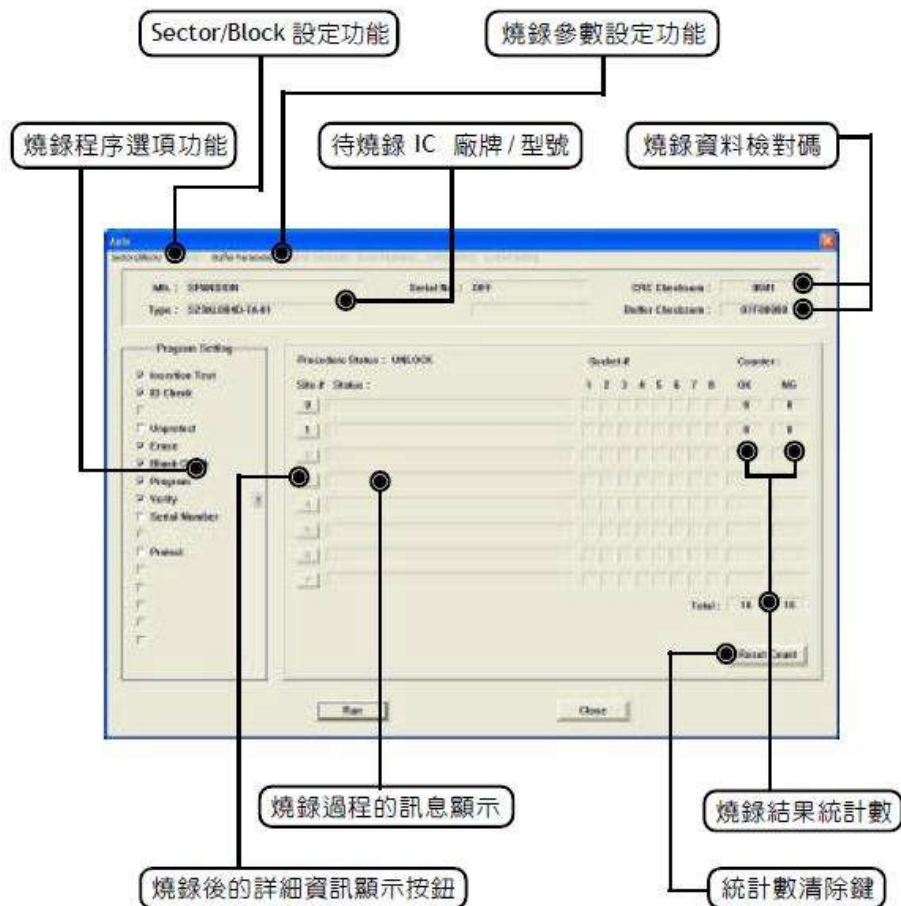 Sector/Block 設定功能
燒錄參數設定功能
燒錄程序選項功能
待燒錄 IC 廠牌/型號
燒錄資料檢對碼
Auto
Mfr. : SPANSION
Serial No. : OFF
CRC Checksum :
Type :
Buffer Checksum :
Program Setting
Procedure Status : UNLOCK
Socket#
Counter :
Insertion Test
ID Check
Site # Status :
1 2 3 4 5 6 7 8 OK NG
0 0 0
Unprotect
1 0 0
Erase
Program
Verify
Serial Number
Protect
Total : 16 16
Reset Count
Run
Close
燒錄過程的訊息顯示
燒錄結果統計數
燒錄後的詳細資訊顯示按鈕
統計數清除鍵